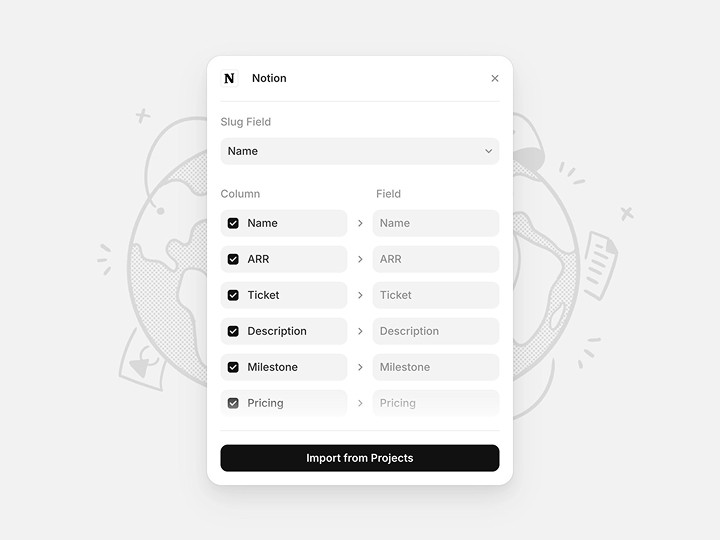 N Notion
Slug Field
Name
Column Field
Name Name
ARR ARR
Ticket Ticket
Description Description
Milestone Milestone
Pricing Pricing
Import from Projects